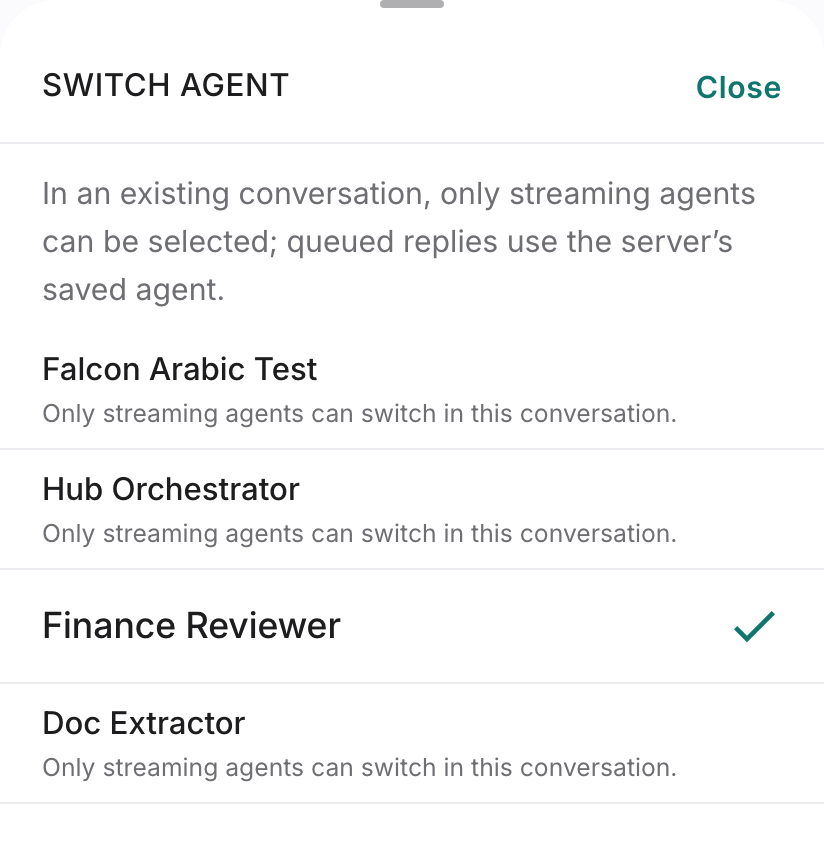 SWITCH AGENT
Close
In an existing conversation, only streaming agents
can be selected; queued replies use the server’s
saved agent.
Falcon Arabic Test
Only streaming agents can switch in this conversation.
Hub Orchestrator
Only streaming agents can switch in this conversation.
Finance Reviewer
Doc Extractor
Only streaming agents can switch in this conversation.